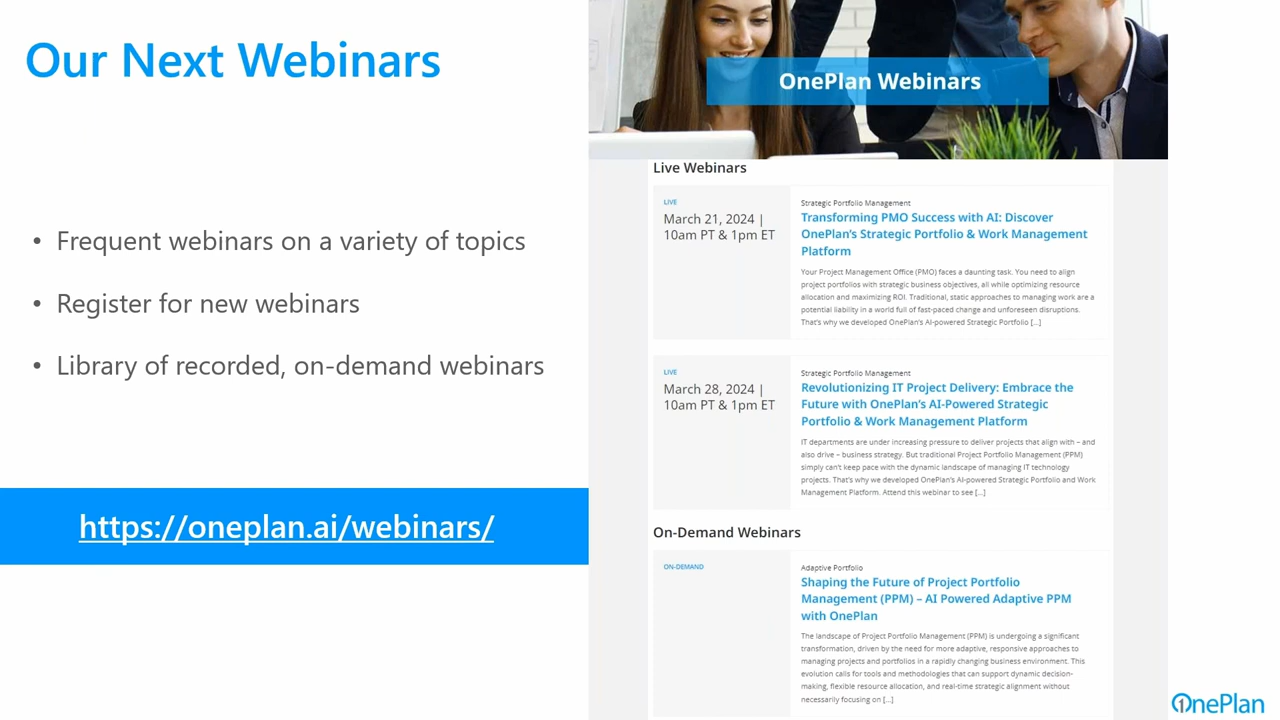 Our Next Webinars
• Frequent webinars on a variety of topics
• Register for new webinars
• Library of recorded, on-demand webinars
https://oneplan.ai/webinars/
OnePlan Webinars
Live Webinars
LIVE
March 21, 2024 |
10am PT & 1pm ET
Strategic Portfolio Management
Transforming PMO Success with AI: Discover
OnePlan's Strategic Portfolio & Work Management
Platform
Your Project Management Office (PMO) faces a daunting task. You need to align
project portfolios with strategic business objectives, all while optimizing resource
allocation and maximizing ROI. Traditional, static approaches to managing work are a
potential liability in a world full of fast-paced change and unforeseen disruptions.
That's why we developed OnePlan's AI-powered Strategic Portfolio [...]
LIVE
March 28, 2024 |
10am PT & 1pm ET
Strategic Portfolio Management
Revolutionizing IT Project Delivery: Embrace the
Future with OnePlan's AI-Powered Strategic
Portfolio & Work Management Platform
IT departments are under increasing pressure to deliver projects that align with – and
also drive – business strategy. But traditional Project Portfolio Management (PPM)
simply can't keep pace with the dynamic landscape of managing IT technology
projects. That's why we developed OnePlan's AI-powered Strategic Portfolio and Work
Management Platform. Attend this webinar to see [...]
On-Demand Webinars
ON-DEMAND
Adaptive Portfolio
Shaping the Future of Project Portfolio
Management (PPM) – AI Powered Adaptive PPM
with OnePlan
The landscape of Project Portfolio Management (PPM) is undergoing a significant
transformation, driven by the need for more adaptive, responsive approaches to
managing projects and portfolios in a rapidly changing business environment. This
evolution calls for tools and methodologies that can support dynamic decision-
making, flexible resource allocation, and real-time strategic alignment without
necessarily focusing on [...]
OnePlan